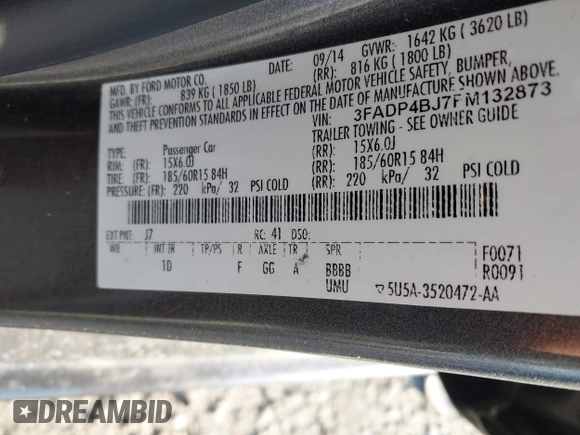 MFD. BY FORD MOTOR CO.
DATE: 09/14 GVWR: 1642 KG ( 3620 LB)
GAWR: (FR): 839 KG (1850 LB) (RR): 816 KG (1800 LB)
THIS VEHICLE CONFORMS TO ALL APPLICABLE FEDERAL MOTOR VEHICLE SAFETY, BUMPER,
AND THEFT PREVENTION STANDARDS IN EFFECT ON THE DATE OF MANUFACTURE SHOWN ABOVE.
VIN: 3FADP4BJ7FM132873
TYPE: Passenger Car TRAILER TOWING - SEE OWNER GUIDE
RIM: (FR): 15X6.0J (RR): 15X6.0J
TIRE: (FR): 185/60R15 84H (RR): 185/60R15 84H
PRESSURE: (FR): 220 kPa/ 32 PSI COLD (RR): 220 kPa/ 32 PSI COLD
EXT PNT: J7 RC: 41 DSO:
WB INT TR TP/PS R AXLE TR SPR F0071
1D F GG A BBBB R0091
UMU ▽5U5A-3520472-AA
DREAMBID